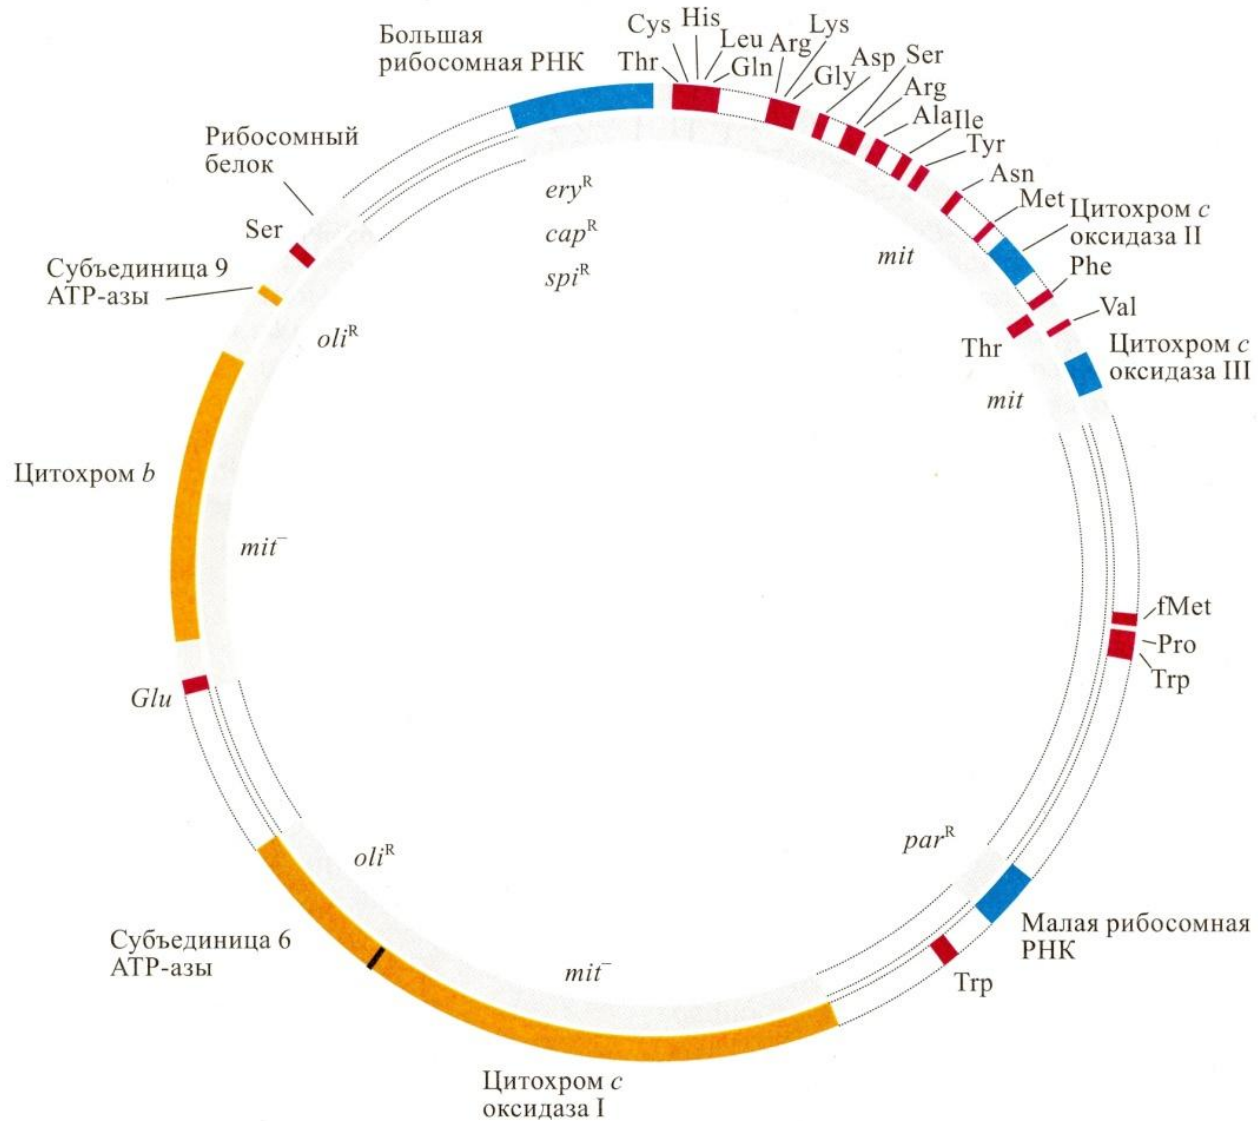 Большая
рибосомная РНК
Cys
His
Lys
Thr
Leu
Arg
Gln
Gly
Asp
Ser
Arg
Ala
Ile
Tyr
Asn
Met
Рибосомный
белок
Ser
Цитохром c
оксидаза II
Phe
Val
Thr
Цитохром c
оксидаза III
Субъединица 9
АТР-азы
ery^R
cap^R
spi^R
mit
oli^R
mit
Цитохром b
mit⁻
fMet
Pro
Trp
Glu
par^R
oli^R
Малая рибосомная
РНК
Субъединица 6
АТР-азы
mit⁻
Trp
Цитохром c
оксидаза I